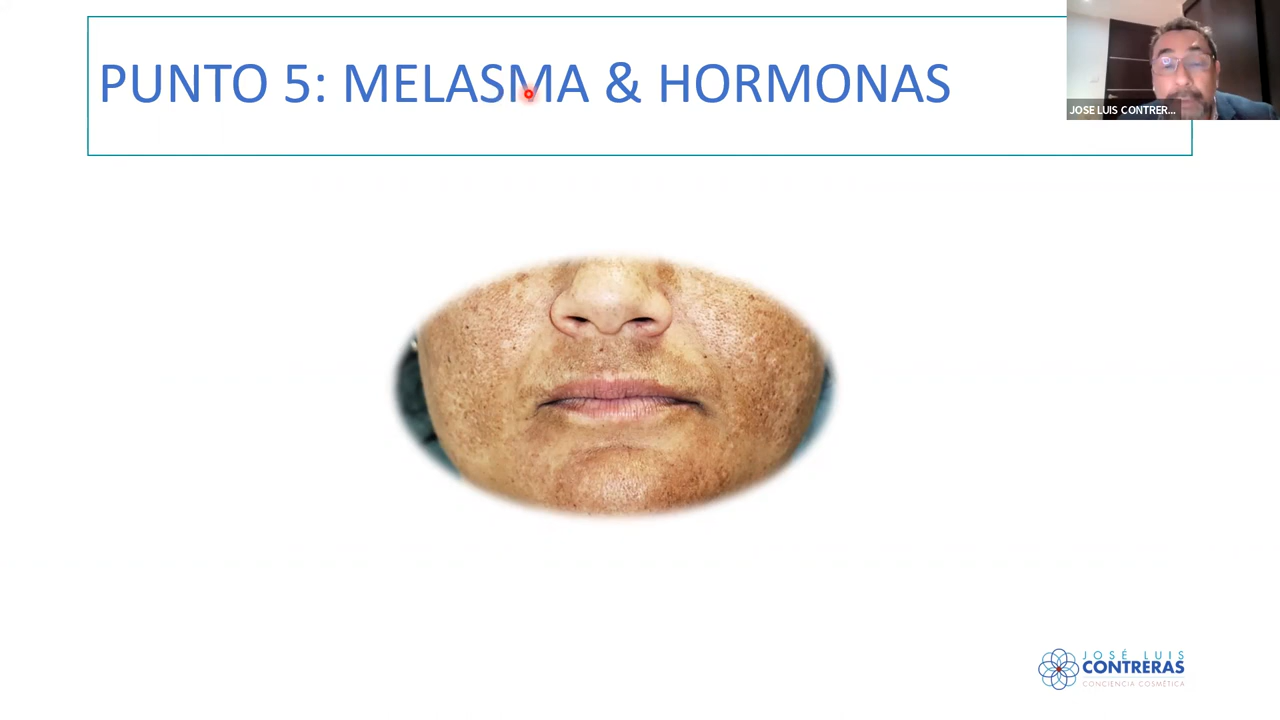 PUNTO 5: MELASMA & HORMONAS
JOSE LUIS CONTRER...
JOSÉ LUIS
CONTRERAS
CONCIENCIA COSMÉTICA